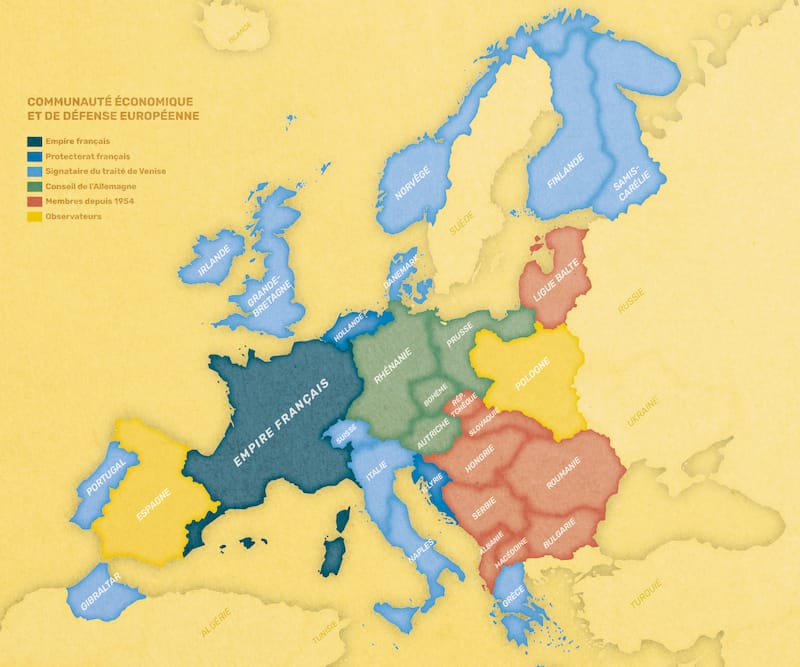 ISLANDE
COMMUNAUTÉ ÉCONOMIQUE
ET DE DÉFENSE EUROPÉENNE
Empire français
Protectorat français
Signataire du traité de Venise
Conseil de l'Allemagne
Membres depuis 1954
Observateurs
NORVÈGE
FINLANDE
SAMIS-
CARÉLIE
SUÈDE
IRLANDE
GRANDE-
BRETAGNE
DANEMARK
LIGUE BALTE
RUSSIE
HOLLANDE
PRUSSE
RHÉNANIE
POLOGNE
BOHÈME
RÉP.
TCHÈQUE
UKRAINE
EMPIRE FRANÇAIS
SUISSE
AUTRICHE
SLOVAQUIE
HONGRIE
ITALIE
ROUMANIE
PORTUGAL
ESPAGNE
SERBIE
BULGARIE
ALBANIE
MACÉDOINE
NAPLES
GRÈCE
GIBRALTAR
ALGÉRIE
TUNISIE
TURQUIE